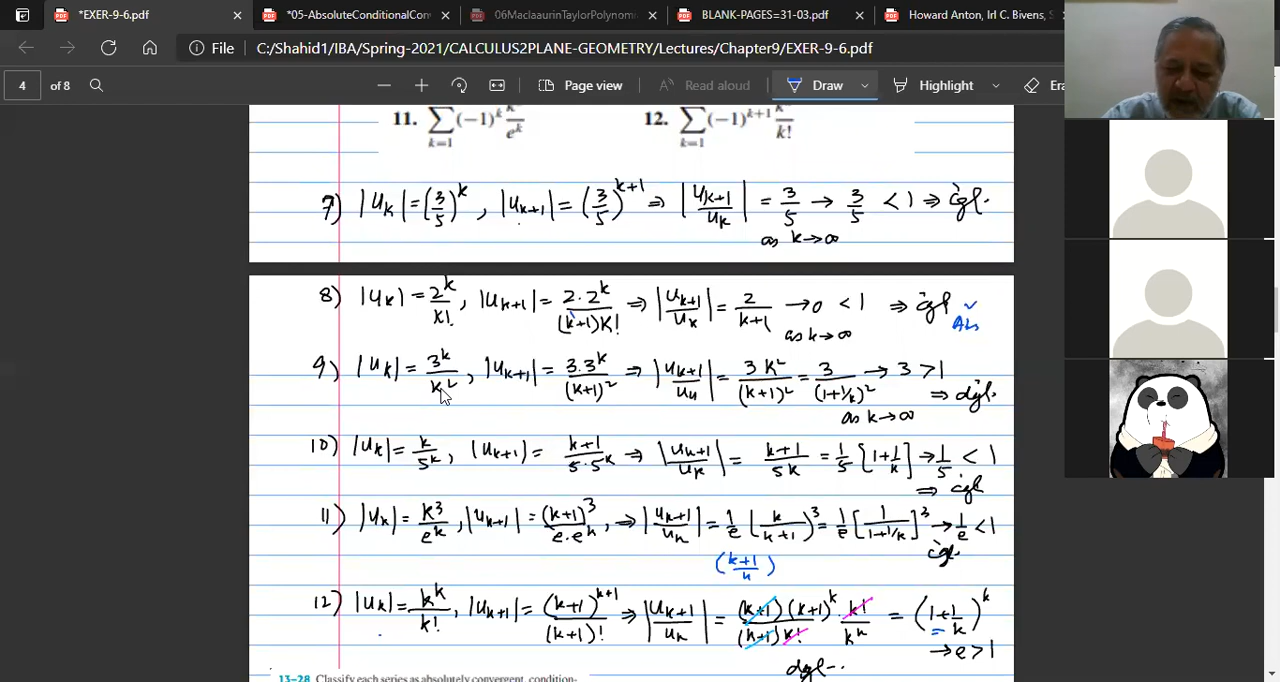 *EXER-9-6.pdf
*05-AbsoluteConditionalCon
06MaclaurinTaylorPolynom
BLANK-PAGES=31-03.pdf
Howard Anton, Irl C. Bivens, S
File C:/Shahid1/IBA/Spring-2021/CALCULUS2PLANE-GEOMETRY/Lectures/Chapter9/EXER-9-6.pdf
4 of 8 Page view Read aloud Draw Highlight Era
11. ∑_{k=1} (-1)^k k/e^k 12. ∑_{k=1} (-1)^{k+1} k/k!
7) |u_k| = (3/5)^k , |u_{k+1}| = (3/5)^{k+1} ⇒ |u_{k+1}/u_k| = 3/5 → 3/5 < 1 ⇒ cgt.
as k→∞
8) |u_k| = 2^k/k! , |u_{k+1}| = 2·2^k/((k+1)k!) ⇒ |u_{k+1}/u_k| = 2/(k+1) → 0 < 1 ⇒ cgt ✓
as k→∞ Abs
9) |u_k| = 3^k/k^2 , |u_{k+1}| = 3·3^k/(k+1)^2 ⇒ |u_{k+1}/u_k| = 3k^2/(k+1)^2 = 3/(1+1/k)^2 → 3 > 1
as k→∞ ⇒ dgt.
10) |u_k| = k/5^k , |u_{k+1}| = (k+1)/(5·5^k) ⇒ |u_{k+1}/u_k| = (k+1)/5k = 1/5 [1+1/k] → 1/5 < 1
⇒ cgt
11) |u_k| = k^3/e^k , |u_{k+1}| = (k+1)^3/(e·e^k) , ⇒ |u_{k+1}/u_k| = 1/e (k/(k+1))^3 = 1/e [1/(1+1/k)]^3 → 1/e < 1
((k+1)/k) cgt.
12) |u_k| = k^k/k! , |u_{k+1}| = (k+1)^{k+1}/(k+1)! ⇒ |u_{k+1}/u_k| = (k+1)(k+1)^k/((k+1)k!) · k!/k^k = (1+1/k)^k
→ e > 1
dgt..
13–28 Classify each series as absolutely convergent, condition-